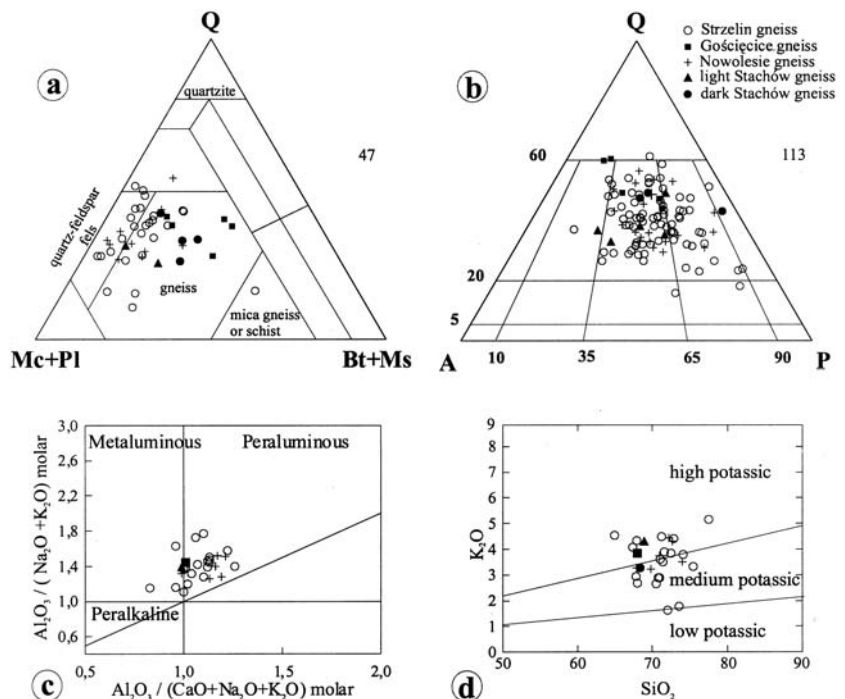 a
Q
quartzite
47
quartz-feldspar
fels
gneiss
mica gneiss
or schist
Mc+Pl
Bt+Ms
b
Q
Strzelin gneiss
Gościęcice gneiss
Nowolesie gneiss
light Stachów gneiss
dark Stachów gneiss
60
113
20
5
A
10
35
65
90
P
3,0
2,6
2,2
1,8
1,4
1,0
0,6
Al2O3 / ( Na2O +K2O) molar
Metaluminous
Peraluminous
Peralkaline
0,5
1,0
1,5
2,0
c
Al2O3 / (CaO+Na2O+K2O) molar
9
8
7
6
5
4
3
2
1
0
K2O
high potassic
medium potassic
low potassic
50
60
70
80
90
d
SiO2